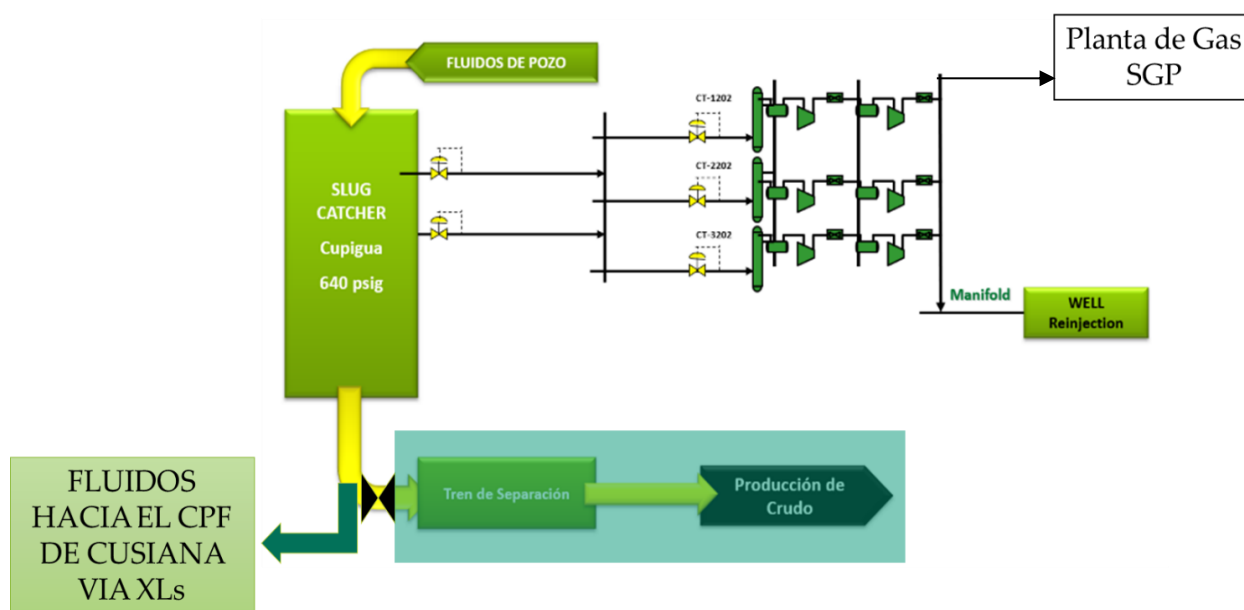 FLUIDOS DE POZO
Planta de Gas
SGP
CT-1202
CT-2202
CT-3202
SLUG
CATCHER
Cupigua
640 psig
Manifold
WELL
Reinjection
FLUIDOS
HACIA EL CPF
DE CUSIANA
VIA XLs
Tren de Separación
Producción de
Crudo